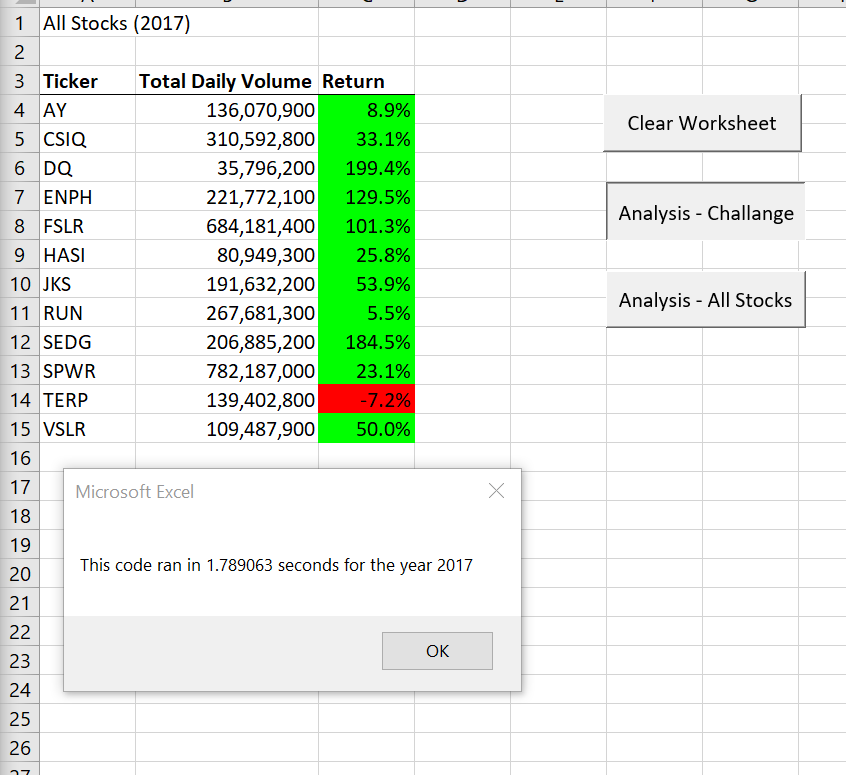 1 All Stocks (2017)
2
3 Ticker Total Daily Volume Return
4 AY 136,070,900 8.9%
5 CSIQ 310,592,800 33.1%
6 DQ 35,796,200 199.4%
7 ENPH 221,772,100 129.5%
8 FSLR 684,181,400 101.3%
9 HASI 80,949,300 25.8%
10 JKS 191,632,200 53.9%
11 RUN 267,681,300 5.5%
12 SEDG 206,885,200 184.5%
13 SPWR 782,187,000 23.1%
14 TERP 139,402,800 -7.2%
15 VSLR 109,487,900 50.0%
Clear Worksheet
Analysis - Challange
Analysis - All Stocks
16
17
18
19
20
21
22
23
24
25
26
Microsoft Excel
This code ran in 1.789063 seconds for the year 2017
OK